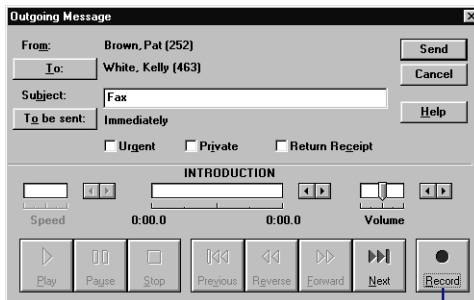 Outgoing Message
From: Brown, Pat (252) Send
To: White, Kelly (463) Cancel
Subject: Fax
To be sent: Immediately Help
Urgent Private Return Receipt
INTRODUCTION
Speed 0:00.0 0:00.0 Volume
Play Pause Stop Previous Reverse Forward Next Record